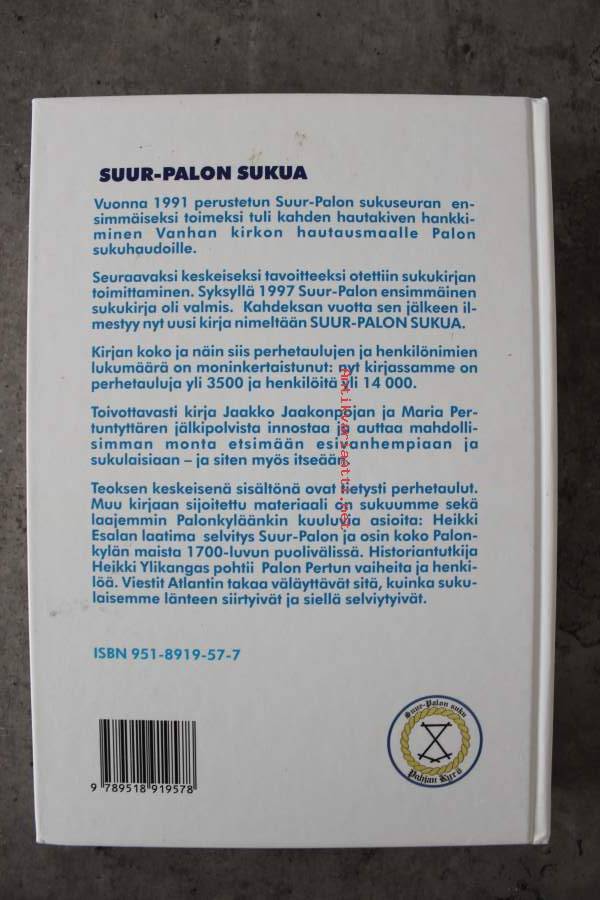 SUUR-PALON SUKUA
Vuonna 1991 perustetun Suur-Palon sukuseuran en-
simmäiseksi toimeksi tuli kahden hautakiven hankki-
minen Vanhan kirkon hautausmaalle Palon
sukuhaudoille.
Seuraavaksi keskeiseksi tavoitteeksi otettiin sukukirjan
toimittaminen. Syksyllä 1997 Suur-Palon ensimmäinen
sukukirja oli valmis. Kahdeksan vuotta sen jälkeen il-
mestyy nyt uusi kirja nimeltään SUUR-PALON SUKUA.
Kirjan koko ja näin siis perhetaulujen ja henkilönimien
lukumäärä on moninkertaistunut: nyt kirjassamme on
perhetauluja yli 3500 ja henkilöitä yli 14 000.
Toivottavasti kirja Jaakko Jaakonpojan ja Maria Per-
tuntyttären jälkipolvista innostaa ja auttaa mahdolli-
simman monta etsimään esivanhempiaan ja
sukulaisiaan – ja siten myös itseään.
Teoksen keskeisenä sisältönä ovat tietysti perhetaulut.
Muu kirjaan sijoitettu materiaali on sukuumme sekä
laajemmin Palonkyläänkin kuuluvia asioita: Heikki
Esalan laatima selvitys Suur-Palon ja osin koko Palon-
kylän maista 1700-luvun puolivälissä. Historiantutkija
Heikki Ylikangas pohtii Palon Pertun vaiheita ja henki-
löä. Viestit Atlantin takaa väläyttävät sitä, kuinka suku-
laisemme länteen siirtyivät ja siellä selviytyivät.
ISBN 951-8919-57-7
9 789518 919578
Suur-Palon suku
Pohjan Kyrö
Antikvariaatti.net